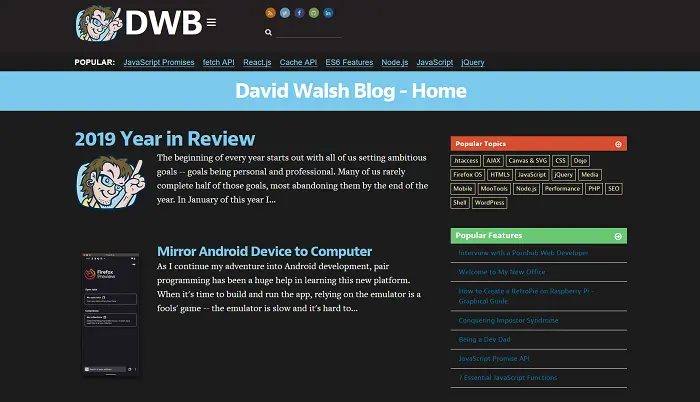 DWB
POPULAR: JavaScript Promises fetch API React.js Cache API ES6 Features Node.js JavaScript jQuery
David Walsh Blog - Home
2019 Year in Review
The beginning of every year starts out with all of us setting ambitious
goals -- goals being personal and professional. Many of us rarely
complete half of those goals, most abandoning them by the end of the
year. In January of this year I...
Mirror Android Device to Computer
As I continue my adventure into Android development, pair
programming has been a huge help in learning this new platform.
When it's time to build and run the app, relying on the emulator is a
fools' game -- the emulator is slow and it's hard to...
Firefox
Preview
Popular Topics
.htaccess AJAX Canvas & SVG CSS Dojo
Firefox OS HTML5 JavaScript jQuery Media
Mobile MooTools Node.js Performance PHP SEO
Shell WordPress
Popular Features
Interview with a Pornhub Web Developer
Welcome to My New Office
How to Create a RetroPie on Raspberry Pi -
Graphical Guide
Conquering Impostor Syndrome
Being a Dev Dad
JavaScript Promise API
7 Essential JavaScript Functions